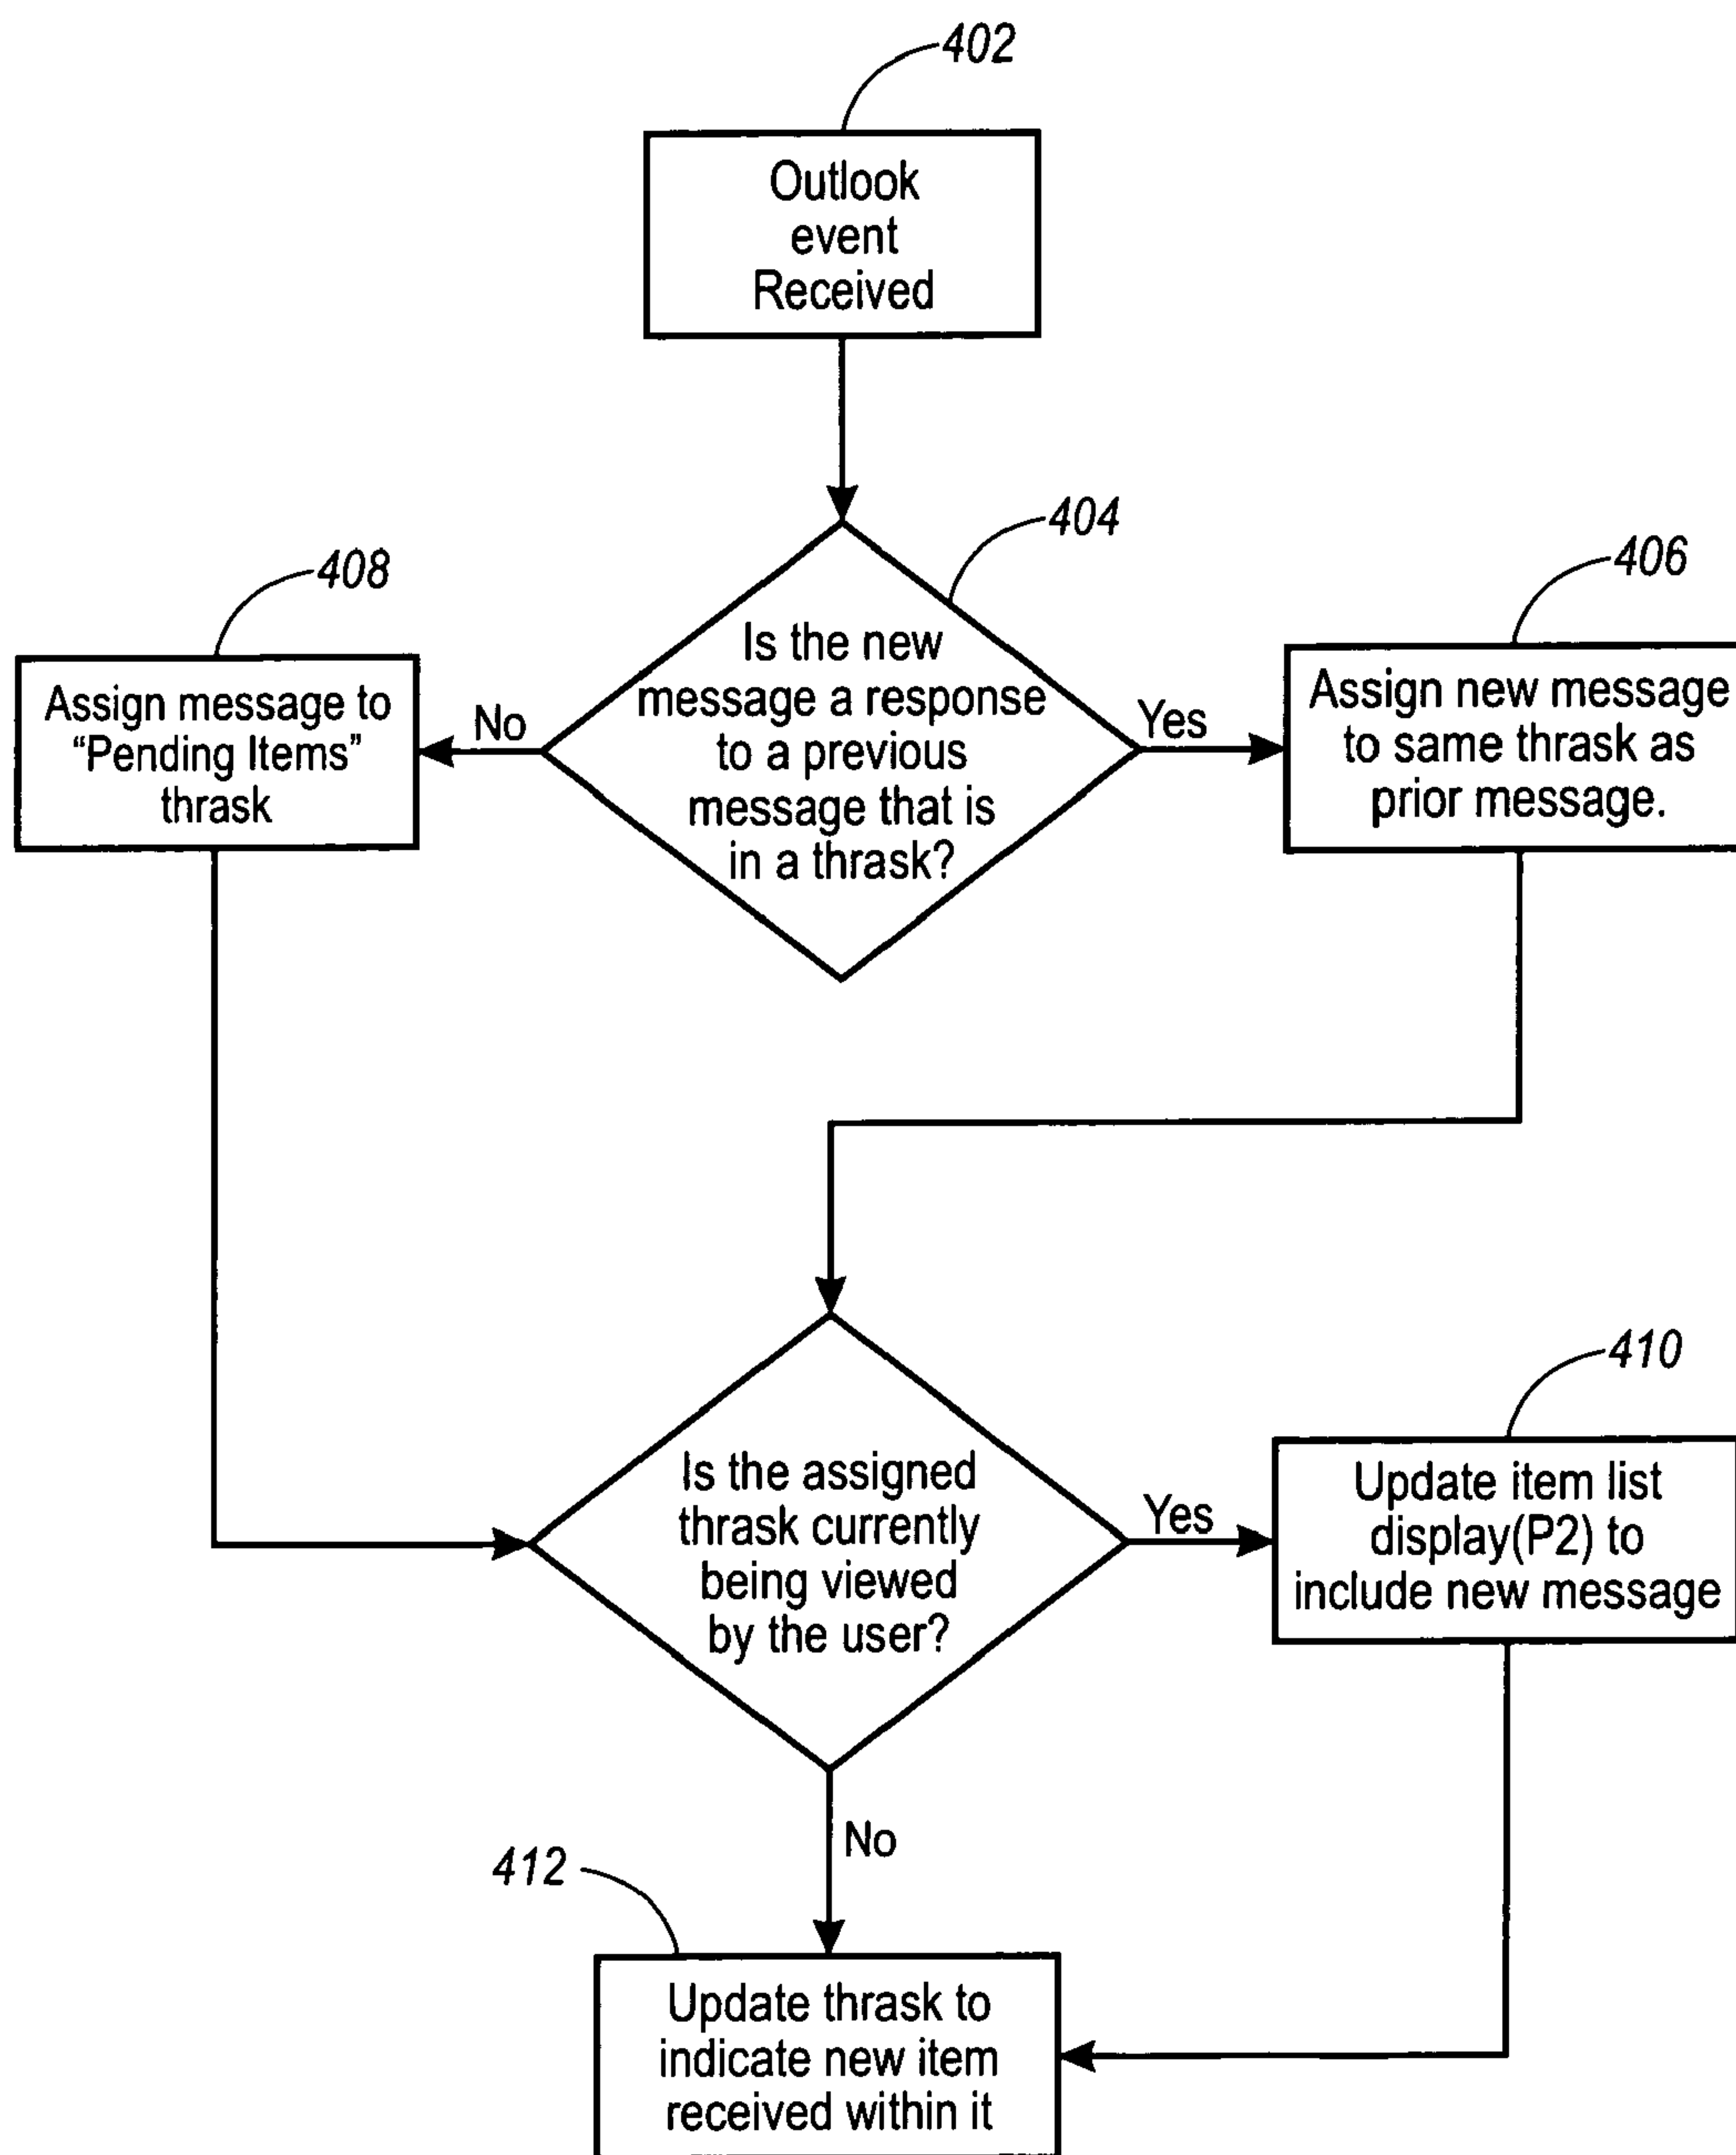 402
Outlook
event
Received
404
Is the new
message a response
to a previous
message that is
in a thrask?
No
Yes
408
Assign message to
“Pending Items”
thrask
406
Assign new message
to same thrask as
prior message.
Is the assigned
thrask currently
being viewed
by the user?
Yes
No
410
Update item list
display(P2) to
include new message
412
Update thrask to
indicate new item
received within it